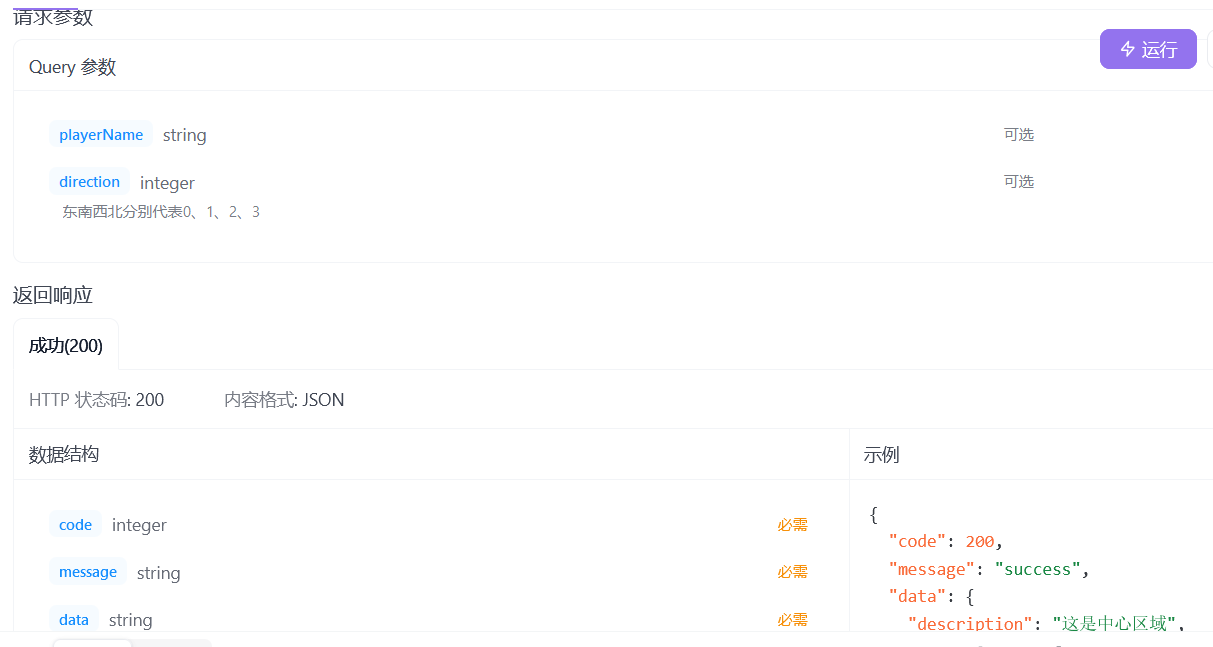 请求参数
运行
Query 参数
playerName string 可选
direction integer 可选
东南西北分别代表0、1、2、3
返回响应
成功(200)
HTTP 状态码: 200 内容格式: JSON
数据结构 示例
{
code integer 必需 "code": 200,
message string 必需 "message": "success",
"data": {
data string 必需 "description": "这是中心区域",